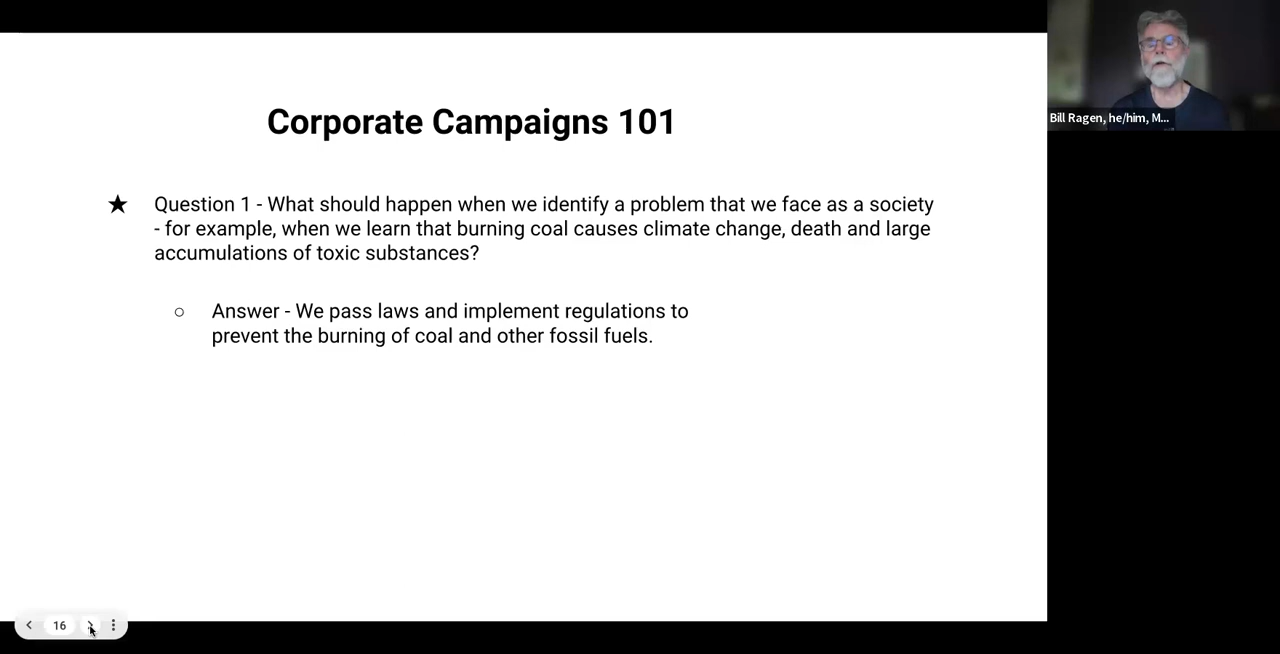 Corporate Campaigns 101
★ Question 1 - What should happen when we identify a problem that we face as a society
- for example, when we learn that burning coal causes climate change, death and large
accumulations of toxic substances?
○ Answer - We pass laws and implement regulations to
prevent the burning of coal and other fossil fuels.
Bill Ragen, he/him, M...
16